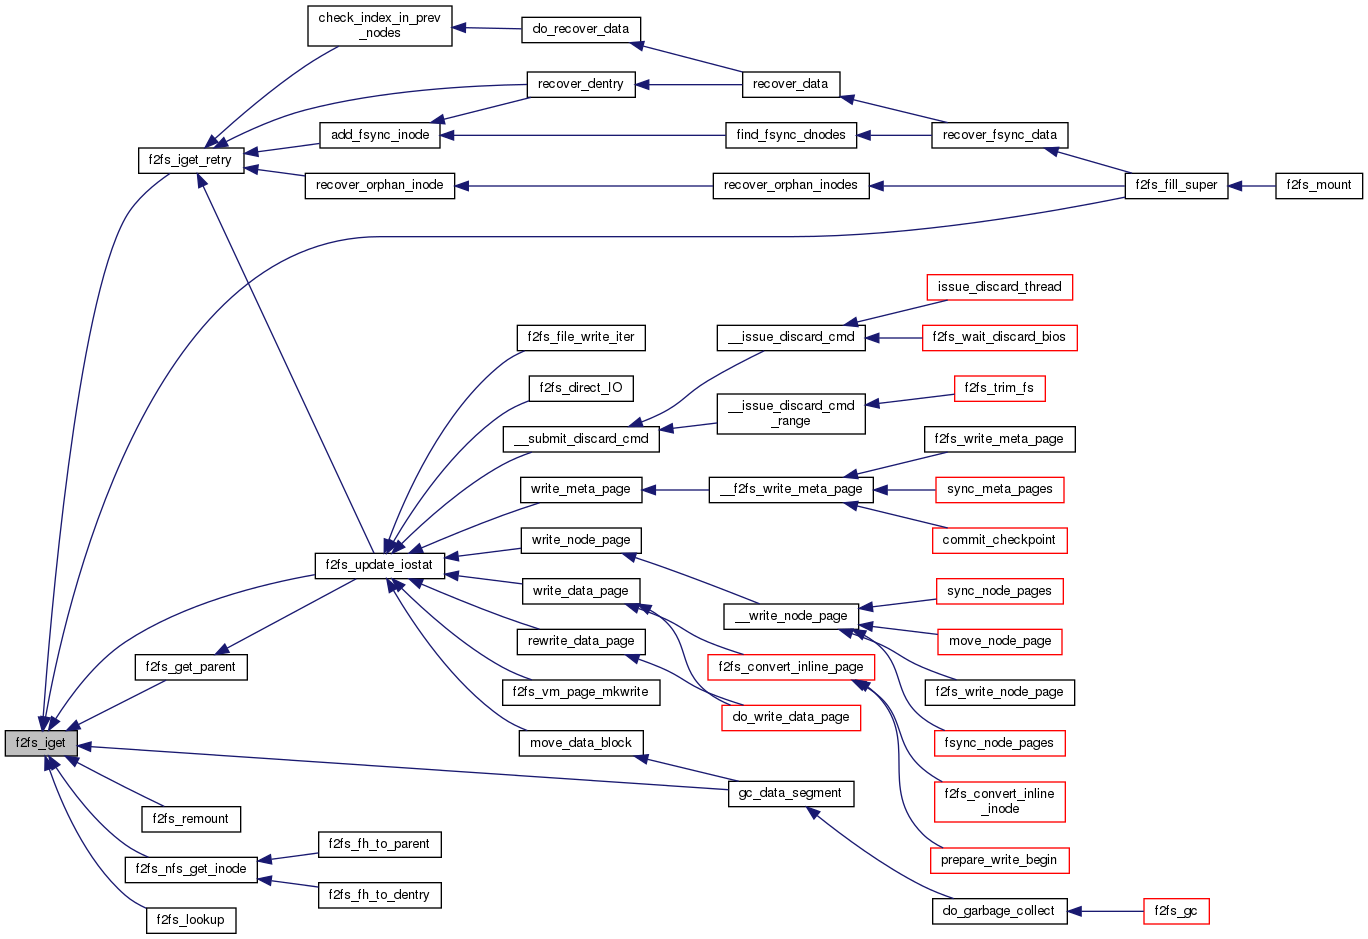 check_index_in_prev
_nodes
do_recover_data
recover_dentry
recover_data
add_fsync_inode
find_fsync_dnodes
recover_fsync_data
f2fs_iget_retry
recover_orphan_inode
recover_orphan_inodes
f2fs_fill_super
f2fs_mount
issue_discard_thread
f2fs_file_write_iter
__issue_discard_cmd
f2fs_wait_discard_bios
f2fs_direct_IO
__issue_discard_cmd
_range
f2fs_trim_fs
__submit_discard_cmd
f2fs_write_meta_page
write_meta_page
__f2fs_write_meta_page
sync_meta_pages
write_node_page
commit_checkpoint
f2fs_update_iostat
write_data_page
sync_node_pages
__write_node_page
rewrite_data_page
move_node_page
f2fs_get_parent
f2fs_convert_inline_page
f2fs_vm_page_mkwrite
f2fs_write_node_page
do_write_data_page
f2fs_iget
move_data_block
fsync_node_pages
gc_data_segment
f2fs_convert_inline
_inode
f2fs_remount
f2fs_fh_to_parent
prepare_write_begin
f2fs_nfs_get_inode
f2fs_fh_to_dentry
f2fs_lookup
do_garbage_collect
f2fs_gc